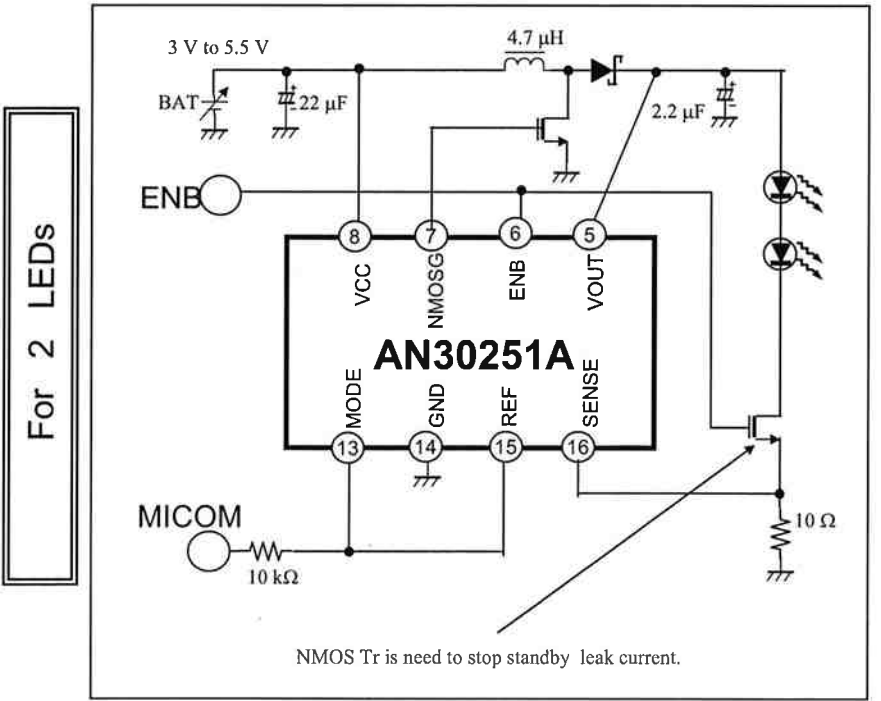 For 2 LEDs
3 V to 5.5 V
4.7 µH
BAT
22 µF
2.2 µF
ENB
8
7
6
5
VCC
NMOSG
ENB
VOUT
AN30251A
MODE
GND
REF
SENSE
13
14
15
16
MICOM
10 kΩ
10 Ω
NMOS Tr is need to stop standby leak current.